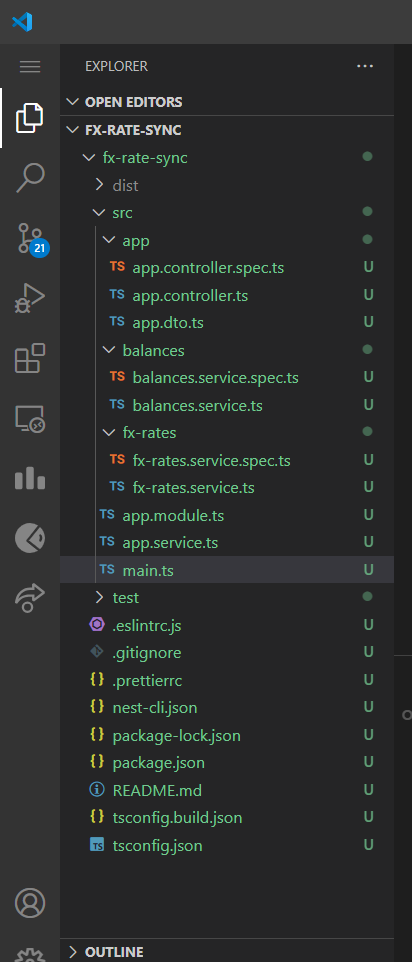 EXPLORER ...
OPEN EDITORS
FX-RATE-SYNC
fx-rate-sync
dist
src
app
TS app.controller.spec.ts U
TS app.controller.ts U
TS app.dto.ts U
balances
TS balances.service.spec.ts U
TS balances.service.ts U
fx-rates
TS fx-rates.service.spec.ts U
TS fx-rates.service.ts U
TS app.module.ts U
21
TS app.service.ts U
TS main.ts U
test
.eslintrc.js U
.gitignore U
{} .prettierrc U
{} nest-cli.json U
{} package-lock.json U
{} package.json U
README.md U
{} tsconfig.build.json U
TS tsconfig.json U
OUTLINE